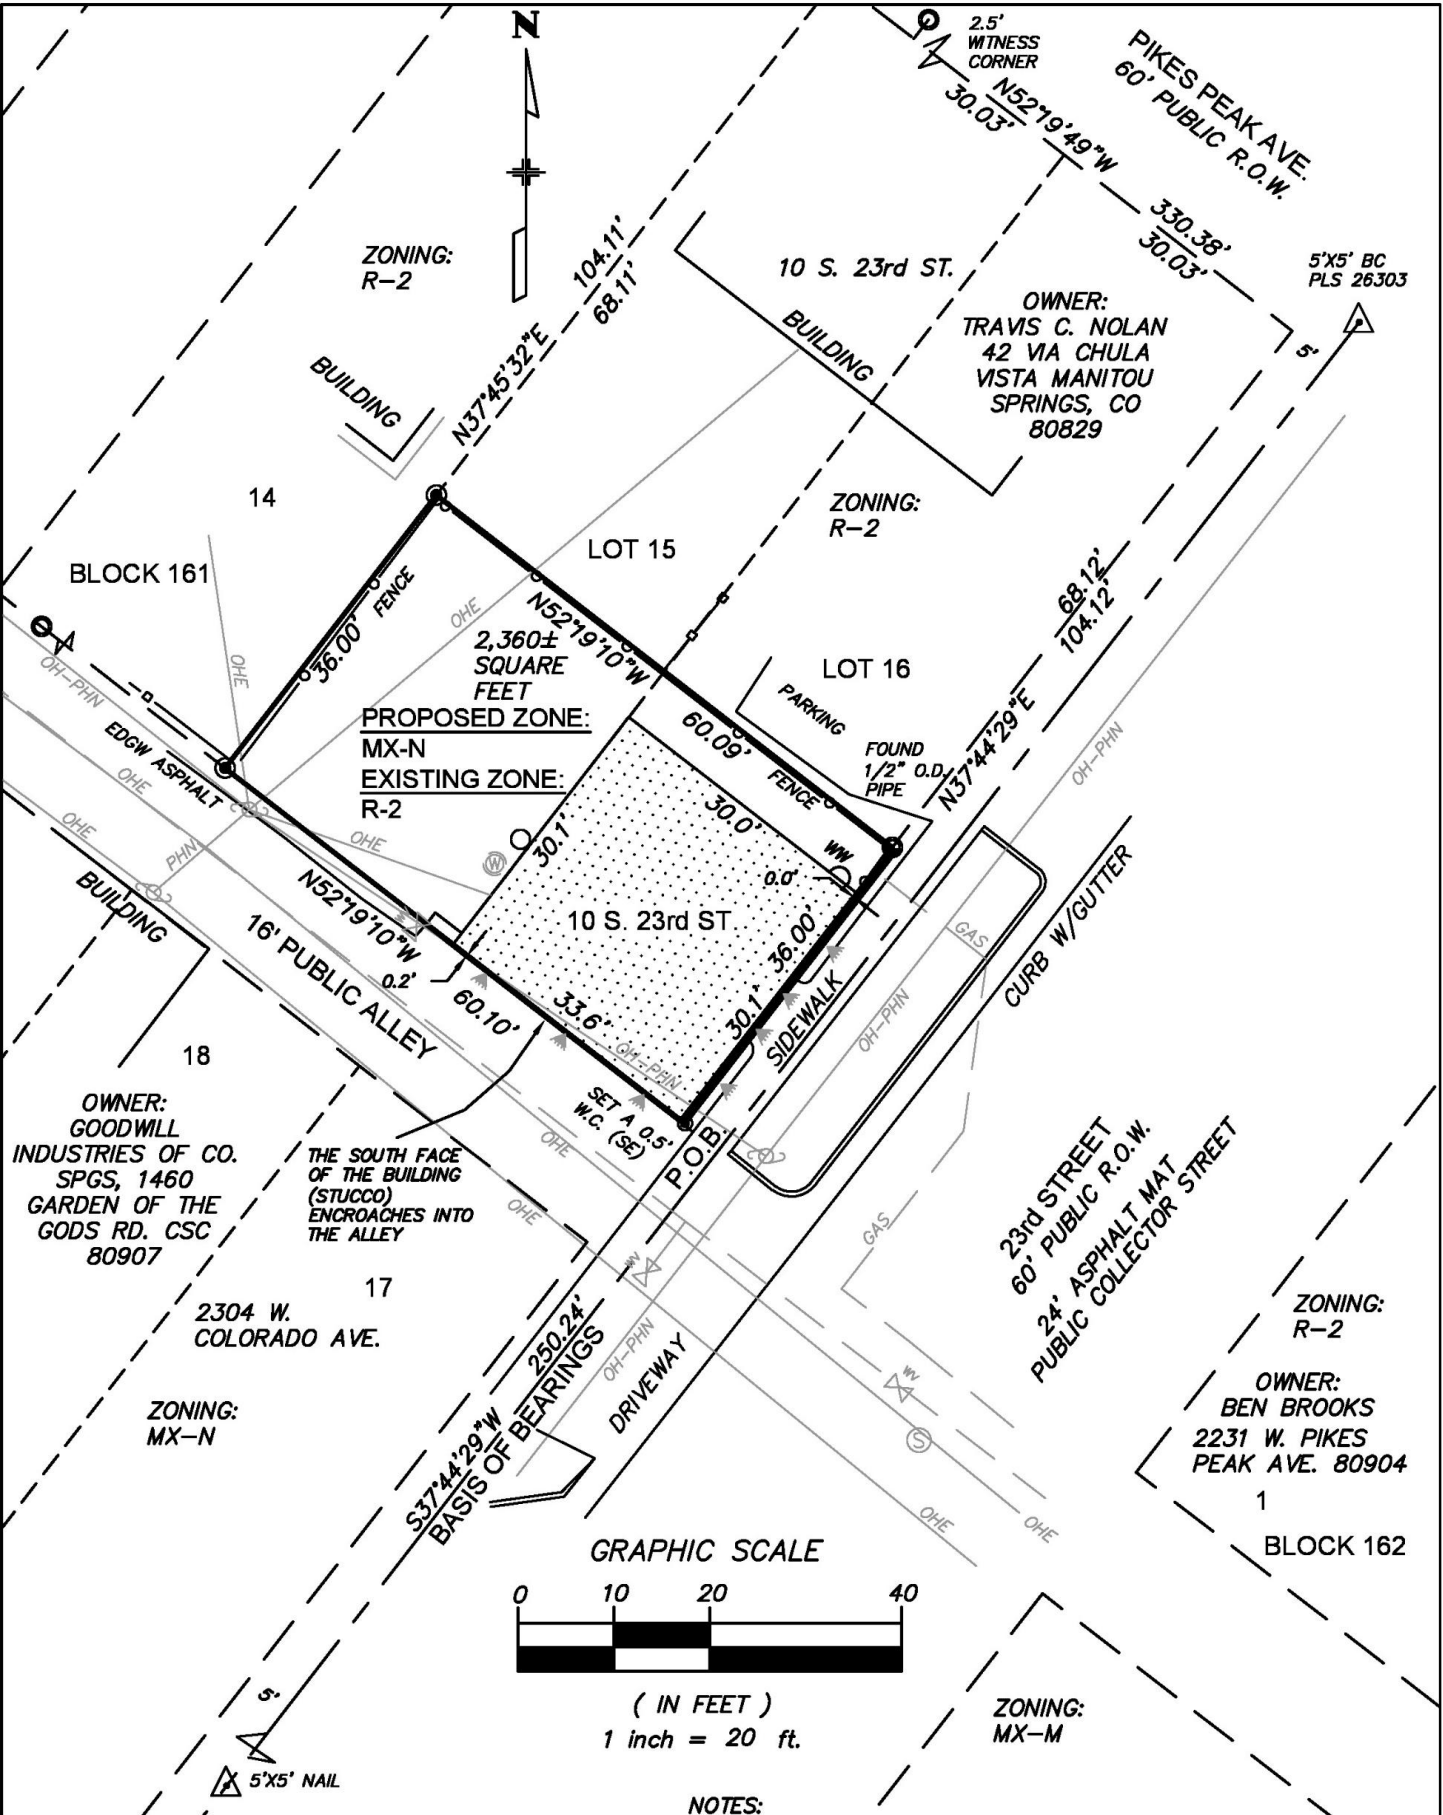 N
2.5'
WITNESS
CORNER
PIKES PEAK AVE.
60' PUBLIC R.O.W.
N52°19'49"W
30.03'
330.38'
30.03'
5'X5' BC
PLS 26303
5'
ZONING:
R-2
104.11'
68.11'
N37°45'32"E
10 S. 23rd ST.
BUILDING
OWNER:
TRAVIS C. NOLAN
42 VIA CHULA
VISTA MANITOU
SPRINGS, CO
80829
BUILDING
14
ZONING:
R-2
LOT 15
BLOCK 161
FENCE
36.00'
OHE
OHE
N52°19'10"W
2,360±
SQUARE
FEET
68.12'
104.12'
LOT 16
OH-PHN
PROPOSED ZONE:
MX-N
EXISTING ZONE:
R-2
PARKING
60.09'
FENCE
FOUND
1/2" O.D.
PIPE
N37°44'29"E
OH-PHN
EDGW ASPHALT
OHE
OHE
PHN
OHE
30.1'
W
30.0'
WW
0.0'
BUILDING
N52°19'10"W
16' PUBLIC ALLEY
0.2'
60.10'
10 S. 23rd ST.
33.6'
36.00'
30.1'
SIDEWALK
GAS
OH-PHN
CURB W/GUTTER
OH-PHN
18
OWNER:
GOODWILL
INDUSTRIES OF CO.
SPGS, 1460
GARDEN OF THE
GODS RD. CSC
80907
SET A 0.5'
W.C. (SE)
P.O.B.
OHE
THE SOUTH FACE
OF THE BUILDING
(STUCCO)
ENCROACHES INTO
THE ALLEY
OHE
GAS
23rd STREET
60' PUBLIC R.O.W.
24' ASPHALT MAT
PUBLIC COLLECTOR STREET
17
2304 W.
COLORADO AVE.
WV
ZONING:
R-2
250.24'
S37°44'29"W
BASIS OF BEARINGS
OH-PHN
DRIVEWAY
WV
S
OWNER:
BEN BROOKS
2231 W. PIKES
PEAK AVE. 80904
1
BLOCK 162
ZONING:
MX-N
OHE
OHE
GRAPHIC SCALE
0 10 20 40
( IN FEET )
1 inch = 20 ft.
ZONING:
MX-M
5'
5'X5' NAIL
NOTES: